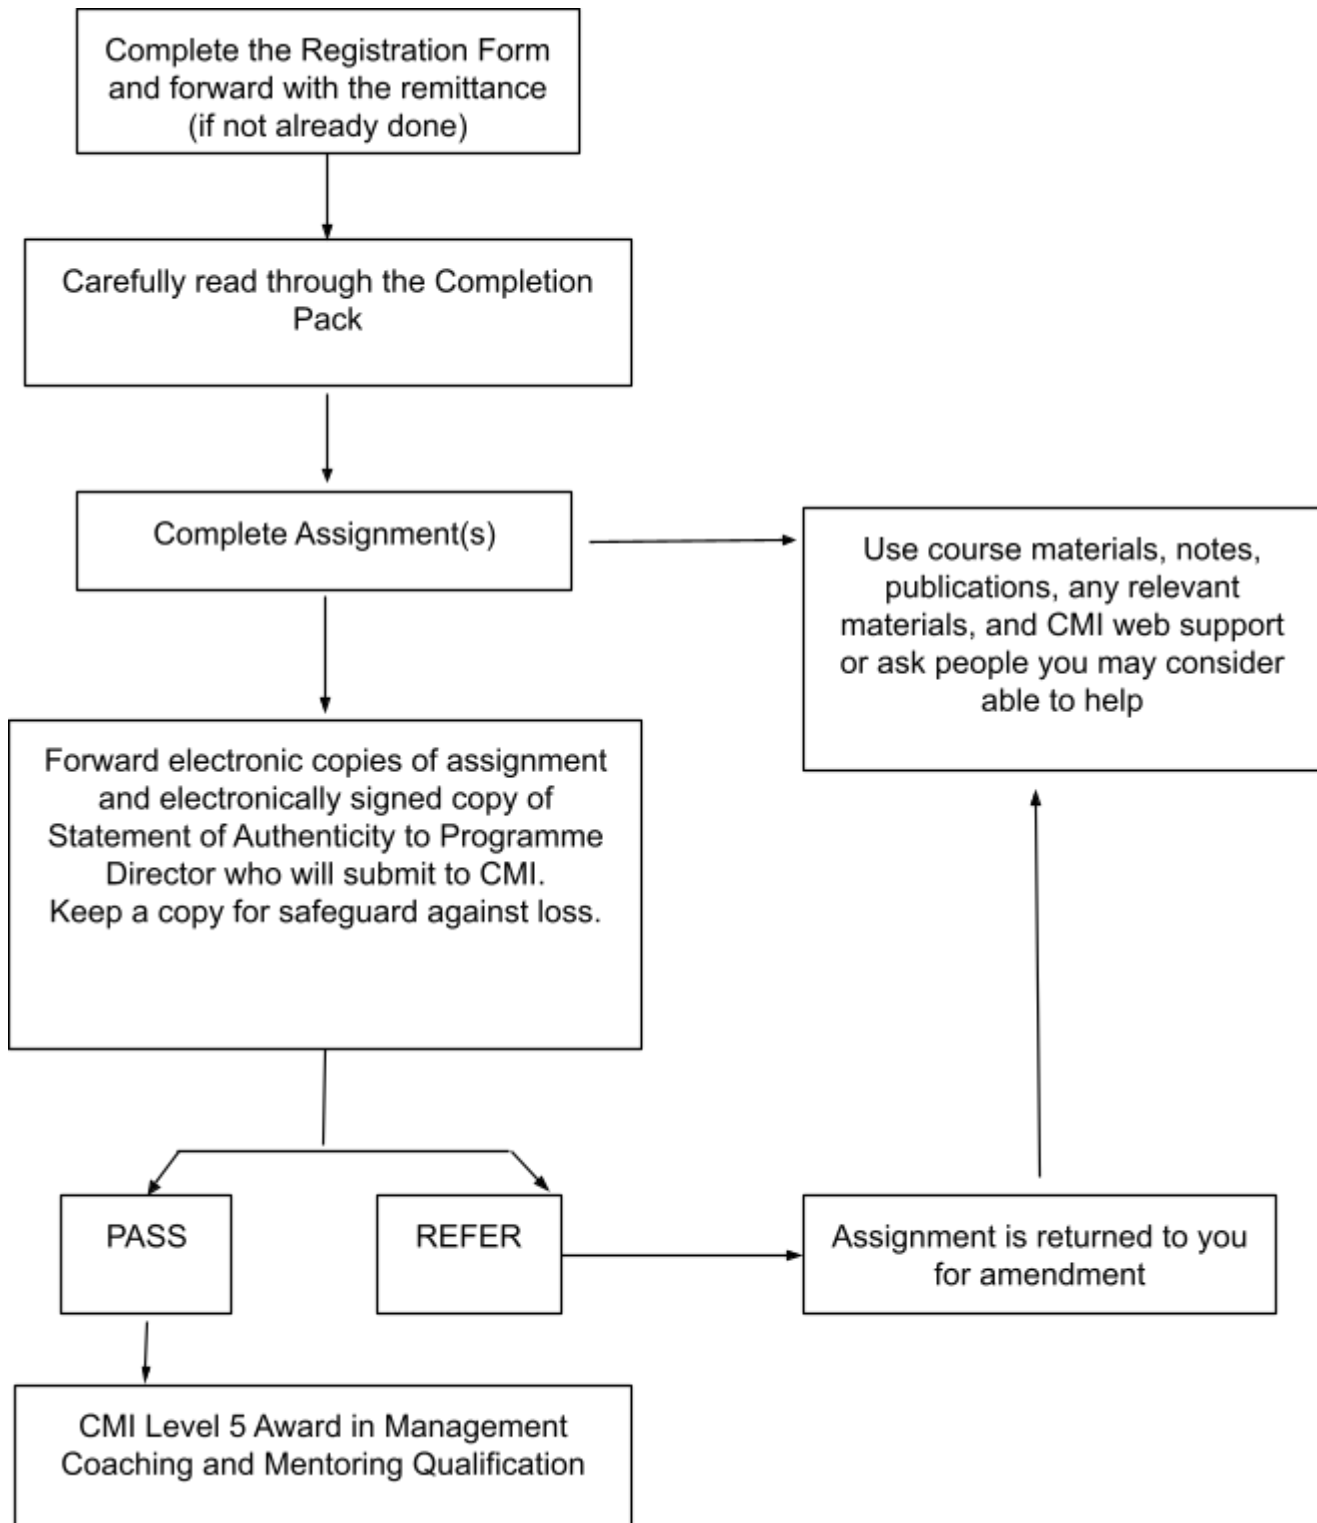 Complete the Registration Form
and forward with the remittance
(if not already done)
Carefully read through the Completion
Pack
Complete Assignment(s)
Use course materials, notes,
publications, any relevant
materials, and CMI web support
or ask people you may consider
able to help
Forward electronic copies of assignment
and electronically signed copy of
Statement of Authenticity to Programme
Director who will submit to CMI.
Keep a copy for safeguard against loss.
PASS
REFER
Assignment is returned to you
for amendment
CMI Level 5 Award in Management
Coaching and Mentoring Qualification